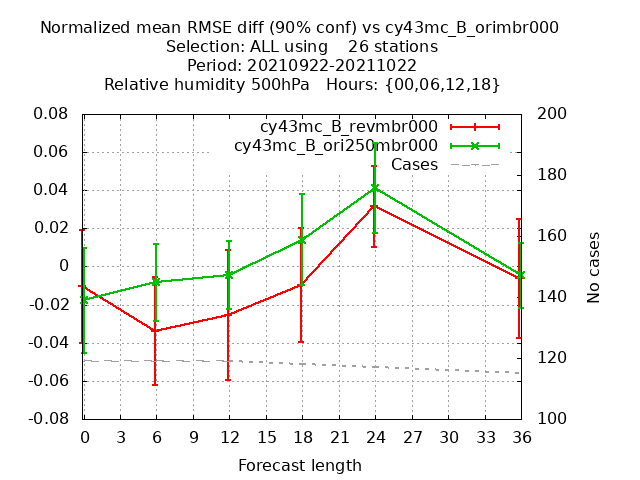 Normalized mean RMSE diff (90% conf) vs cy43mc_B_orimbr000
Selection: ALL using    26 stations
Period: 20210922-20211022
Relative humidity 500hPa   Hours: {00,06,12,18}
cy43mc_B_revmbr000
cy43mc_B_ori250mbr000
Cases
0.08
0.06
0.04
0.02
0
-0.02
-0.04
-0.06
-0.08
200
180
160
140
120
100
No cases
0 3 6 9 12 15 18 21 24 27 30 33 36
Forecast length